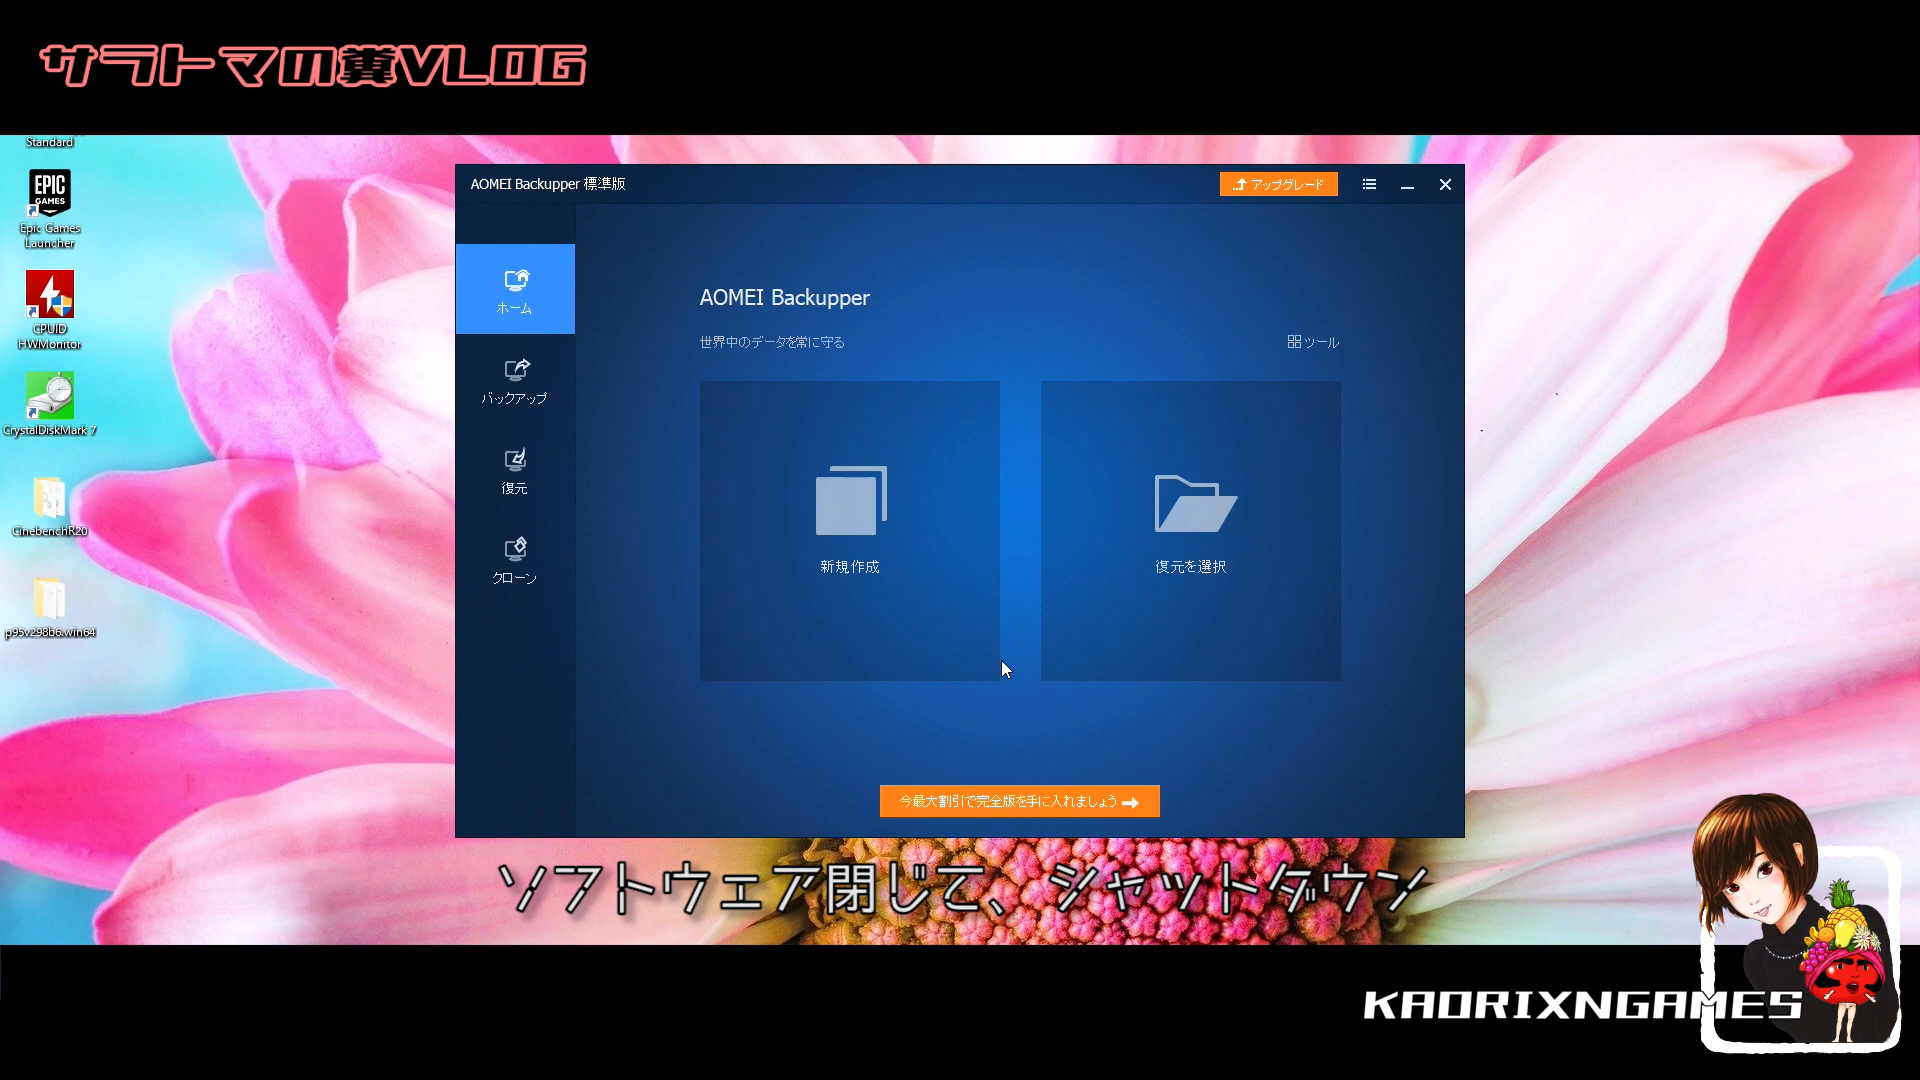 サラトマの糞VLOG
Standard
EPIC
GAMES
Epic Games
Launcher
CPUID
HWMonitor
CrystalDiskMark 7
CinebenchR20
p95v298b6.win64
AOMEI Backupper 標準版
アップグレード
ホーム
バックアップ
復元
クローン
AOMEI Backupper
世界中のデータを常に守る
ツール
新規作成
復元を選択
今最大割引で完全版を手に入れましょう
ソフトウェア閉じて、シャットダウン
KAORIXNGAMES